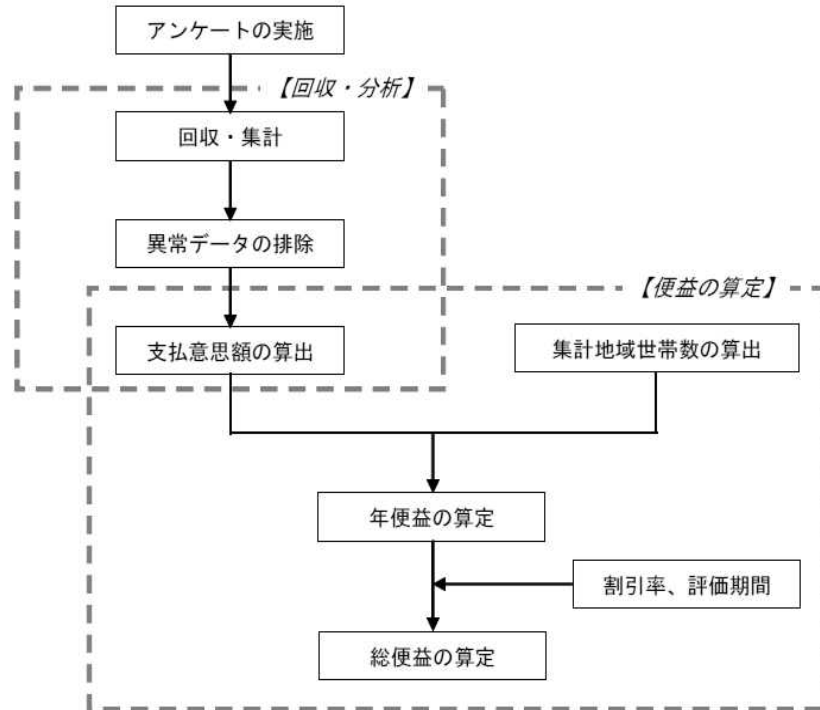 アンケートの実施
【回収・分析】
回収・集計
異常データの排除
【便益の算定】
支払意思額の算出
集計地域世帯数の算出
年便益の算定
割引率、評価期間
総便益の算定